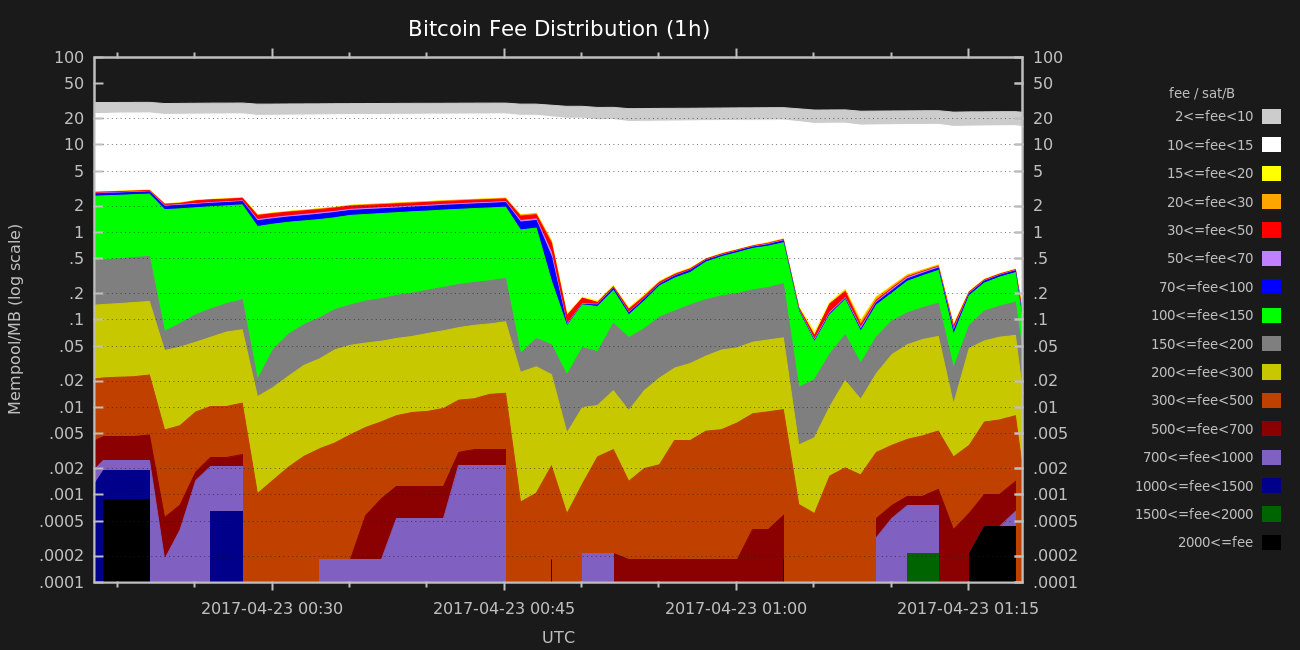 Bitcoin Fee Distribution (1h)
100
50
20
10
5
2
1
.5
.2
.1
.05
.02
.01
.005
.002
.001
.0005
.0002
.0001
Mempool/MB (log scale)
100
50
20
10
5
2
1
.5
.2
.1
.05
.02
.01
.005
.002
.001
.0005
.0002
.0001
2017-04-23 00:30
2017-04-23 00:45
2017-04-23 01:00
2017-04-23 01:15
UTC
fee / sat/B
2<=fee<10
10<=fee<15
15<=fee<20
20<=fee<30
30<=fee<50
50<=fee<70
70<=fee<100
100<=fee<150
150<=fee<200
200<=fee<300
300<=fee<500
500<=fee<700
700<=fee<1000
1000<=fee<1500
1500<=fee<2000
2000<=fee